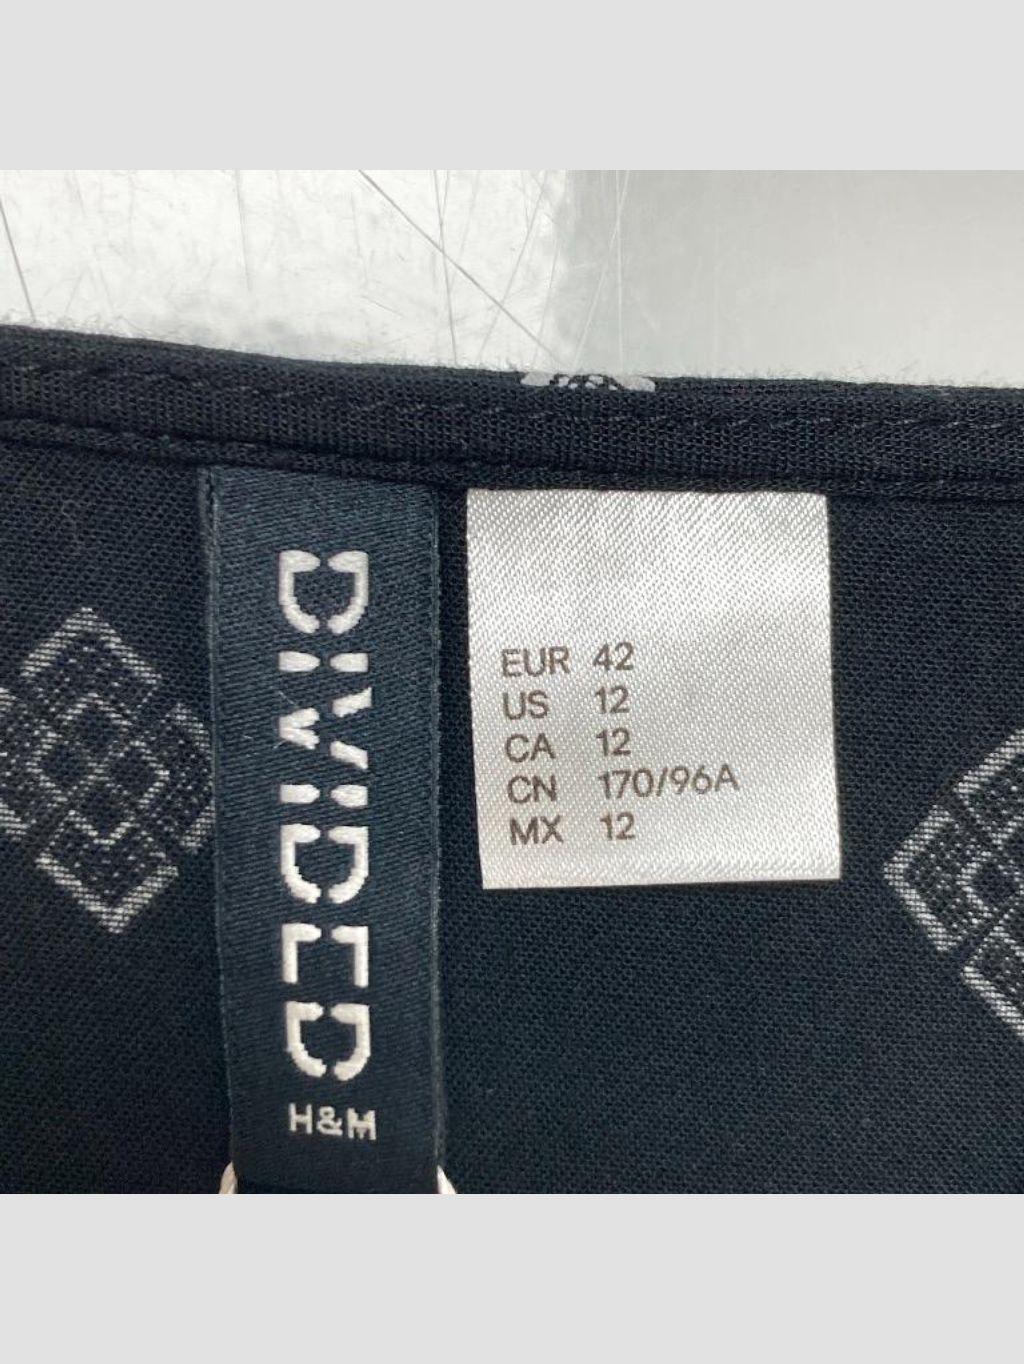 DIVIDED
H&M
EUR 42
US 12
CA 12
CN 170/96A
MX 12